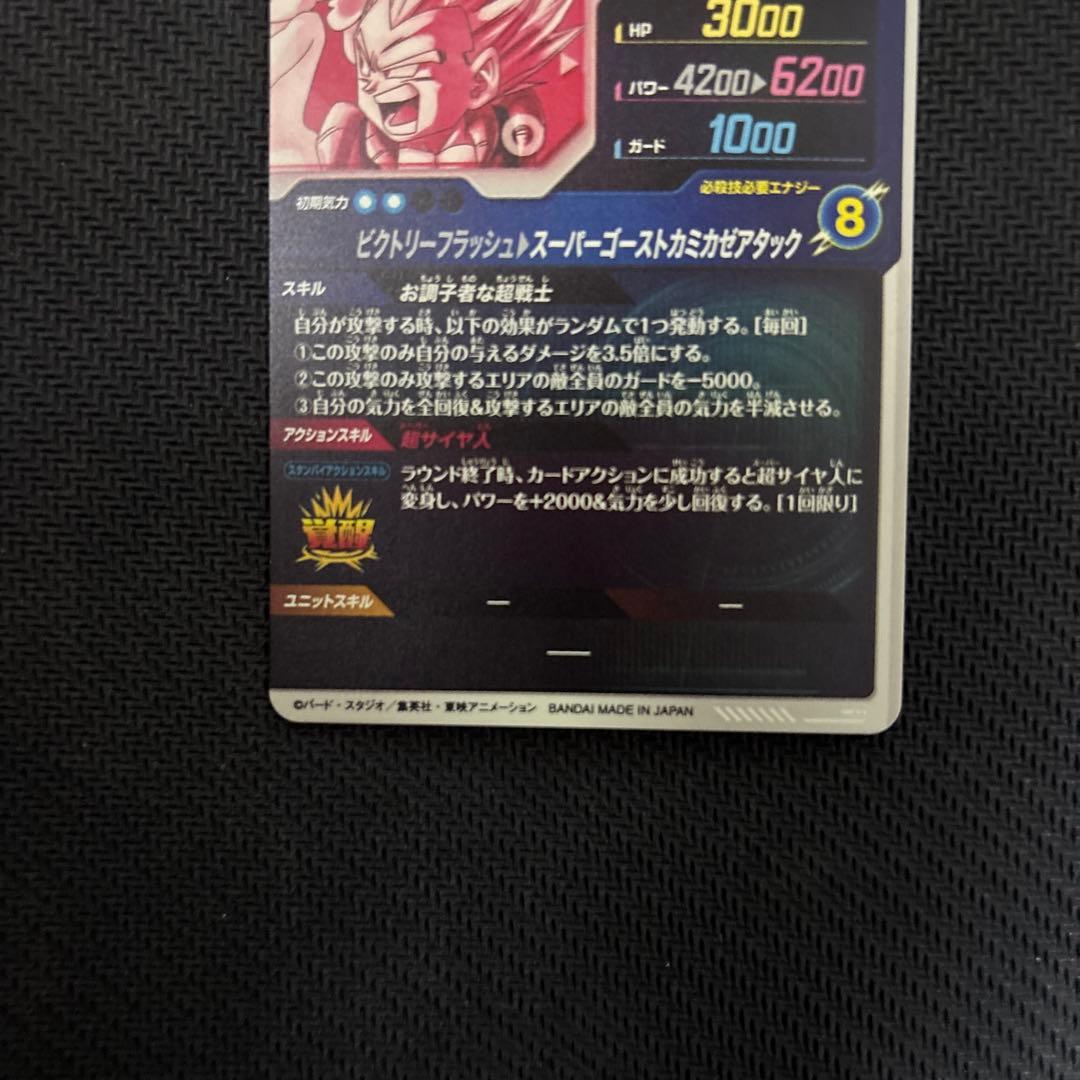 HP 3000
パワー 4200▶6200
ガード 1000
必殺技必要エナジー
8
初期気力
ビクトリーフラッシュ▶スーパーゴーストカミカゼアタック
スキル お調子者な超戦士
自分が攻撃する時、以下の効果がランダムで1つ発動する。[毎回]
①この攻撃のみ自分の与えるダメージを3.5倍にする。
②この攻撃のみ攻撃するエリアの敵全員のガードを-5000。
③自分の気力を全回復&攻撃するエリアの敵全員の気力を半減させる。
アクションスキル 超サイヤ人
スタンバイアクションスキル
ラウンド終了時、カードアクションに成功すると超サイヤ人に
変身し、パワーを+2000&気力を少し回復する。[1回限り]
覚醒
ユニットスキル — —
—
©バード・スタジオ／集英社・東映アニメーション BANDAI MADE IN JAPAN